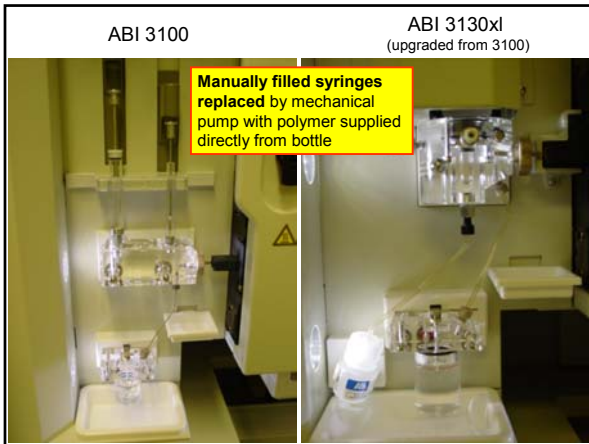 ABI 3100
ABI 3130xl
(upgraded from 3100)
Manually filled syringes
replaced by mechanical
pump with polymer supplied
directly from bottle